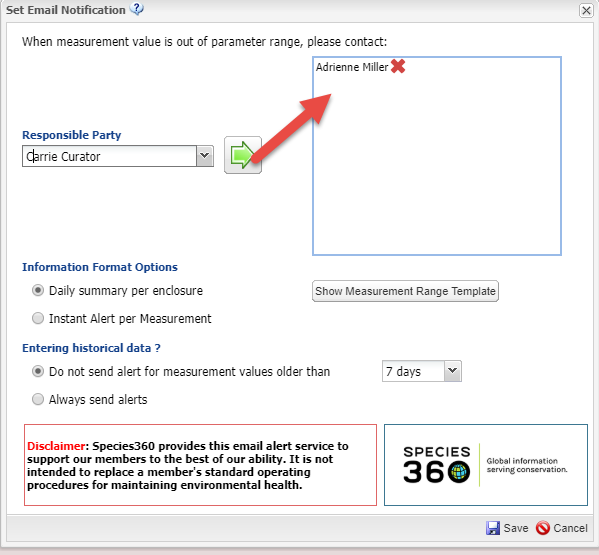 Set Email Notification
When measurement value is out of parameter range, please contact:
Adrienne Miller
Responsible Party
Carrie Curator
Information Format Options
Daily summary per enclosure
Show Measurement Range Template
Instant Alert per Measurement
Entering historical data ?
Do not send alert for measurement values older than
7 days
Always send alerts
Disclaimer: Species360 provides this email alert service to
support our members to the best of our ability. It is not
intended to replace a member's standard operating
procedures for maintaining environmental health.
SPECIES
360
Global information
serving conservation.
Save
Cancel